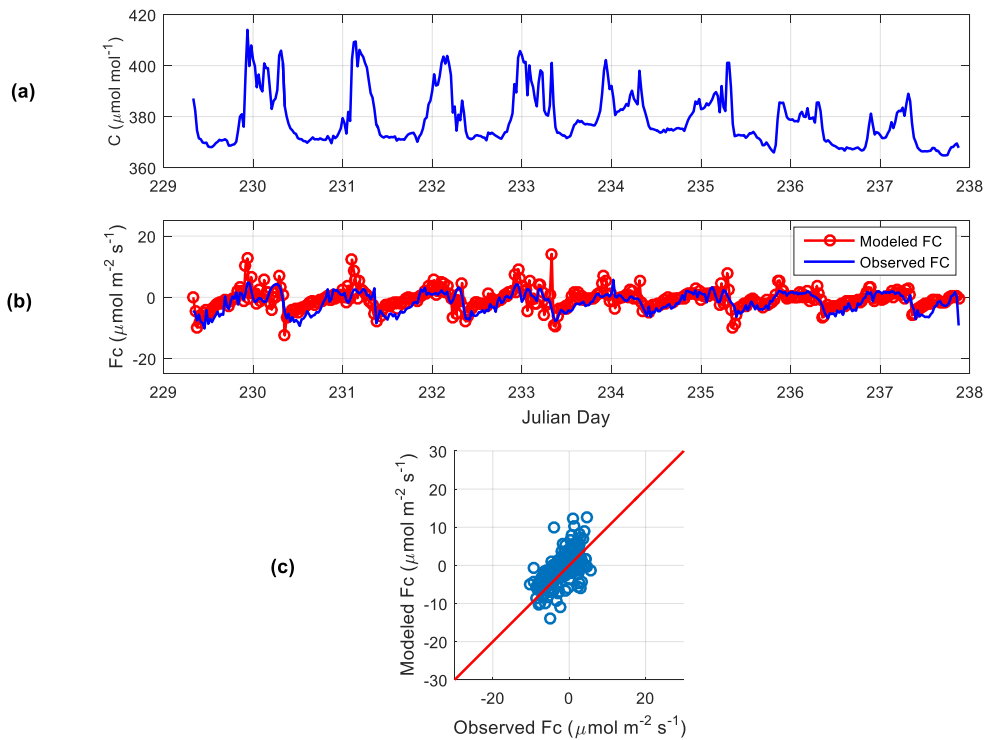 (a)
C (μmol mol⁻¹)
420
400
380
360
229 230 231 232 233 234 235 236 237 238
(b)
Fc (μmol m⁻² s⁻¹)
20
0
-20
Modeled FC
Observed FC
229 230 231 232 233 234 235 236 237 238
Julian Day
(c)
Modeled Fc (μmol m⁻² s⁻¹)
30
20
10
0
-10
-20
-30
-20 0 20
Observed Fc (μmol m⁻² s⁻¹)